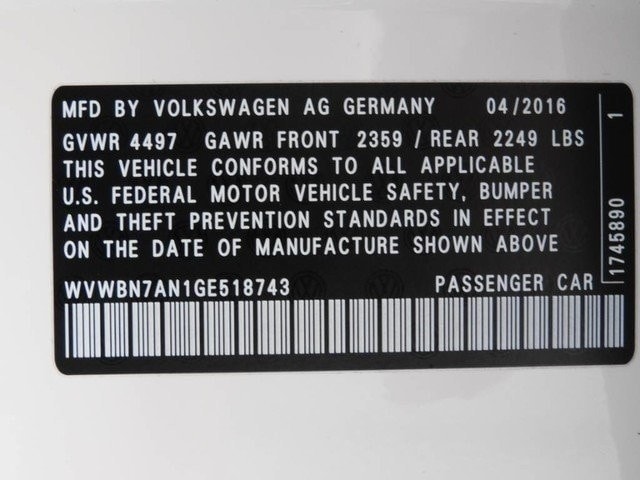 MFD BY VOLKSWAGEN AG GERMANY 04/2016
GVWR 4497 GAWR FRONT 2359 / REAR 2249 LBS
THIS VEHICLE CONFORMS TO ALL APPLICABLE
U.S. FEDERAL MOTOR VEHICLE SAFETY, BUMPER
AND THEFT PREVENTION STANDARDS IN EFFECT
ON THE DATE OF MANUFACTURE SHOWN ABOVE
WVWBN7AN1GE518743 PASSENGER CAR
1745890 1